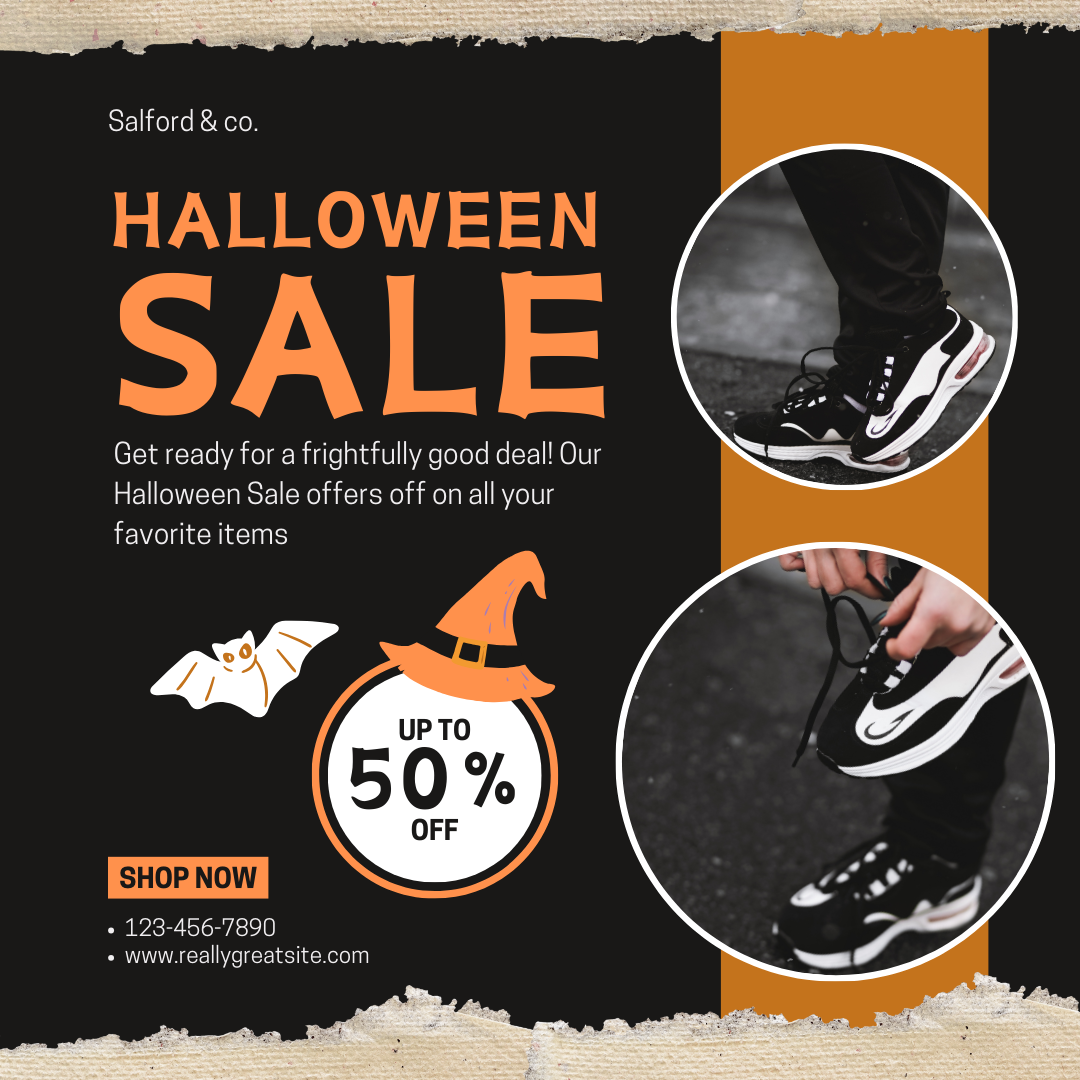 Salford & co.
HALLOWEEN
SALE
Get ready for a frightfully good deal! Our
Halloween Sale offers off on all your
favorite items
UP TO
50 %
OFF
SHOP NOW
• 123-456-7890
• www.reallygreatsite.com